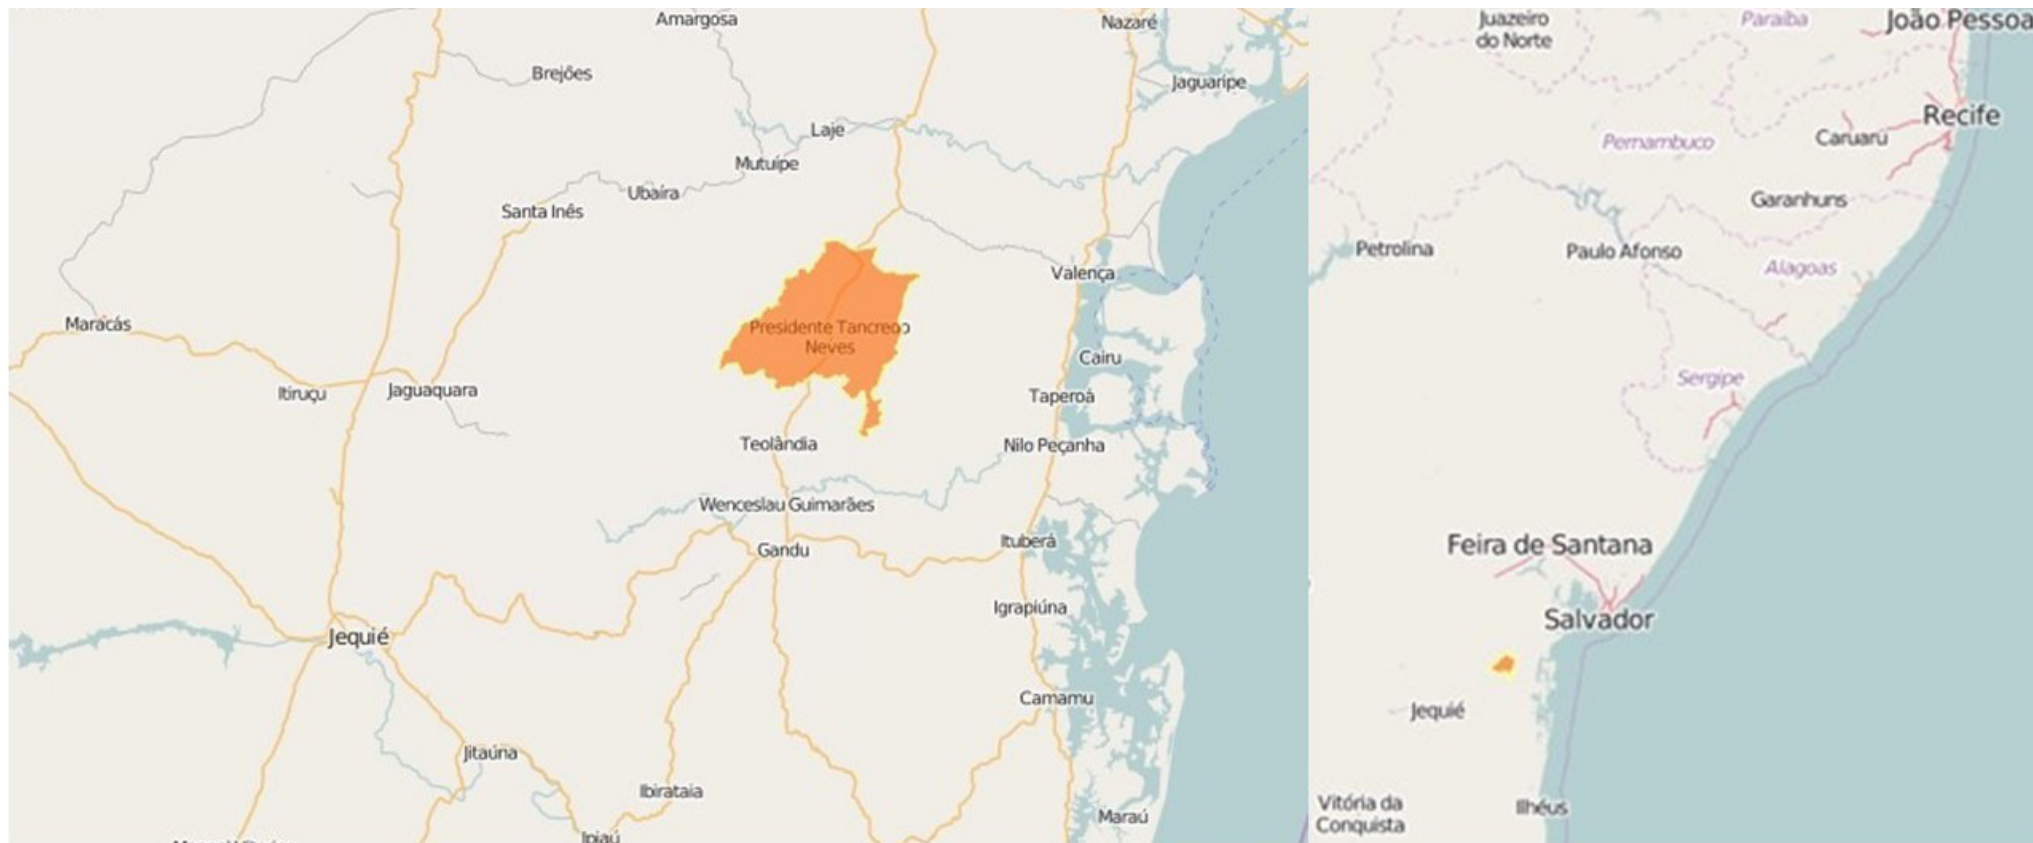 Amargosa
Nazaré
Brejões
Jaguaripe
Laje
Mutuípe
Ubaíra
Santa Inês
Valença
Maracás
Presidente Tancredo
Neves
Cairu
Itiruçu
Jaguaquara
Taperoá
Teolândia
Nilo Peçanha
Wenceslau Guimarães
Ituberá
Gandu
Igrapiúna
Jequié
Camamu
Jitaúna
Ibirataia
Maraú
Ipiaú
Juazeiro
do Norte
Paraíba
João Pessoa
Recife
Caruaru
Pernambuco
Garanhuns
Petrolina
Paulo Afonso
Alagoas
Sergipe
Feira de Santana
Salvador
Jequié
Vitória da
Conquista
Ilhéus